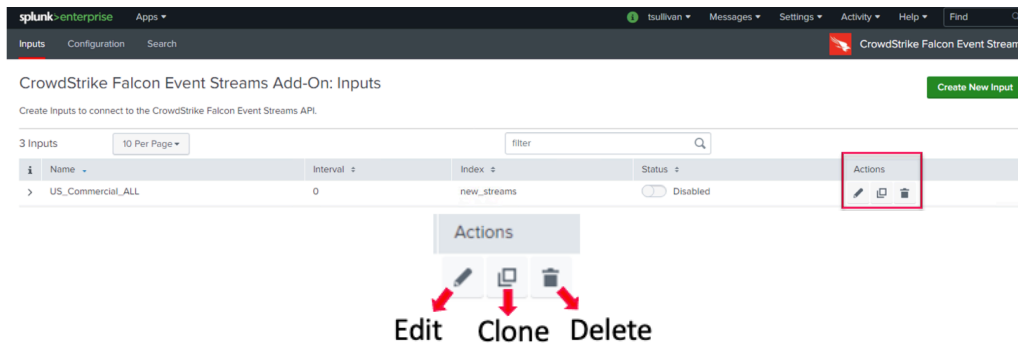 splunk>enterprise Apps tsullivan Messages Settings Activity Help Find
Inputs Configuration Search CrowdStrike Falcon Event Stream
CrowdStrike Falcon Event Streams Add-On: Inputs
Create New Input
Create Inputs to connect to the CrowdStrike Falcon Event Streams API.
3 Inputs 10 Per Page filter
i Name Interval Index Status Actions
US_Commercial_ALL 0 new_streams Disabled
Actions
Edit Clone Delete